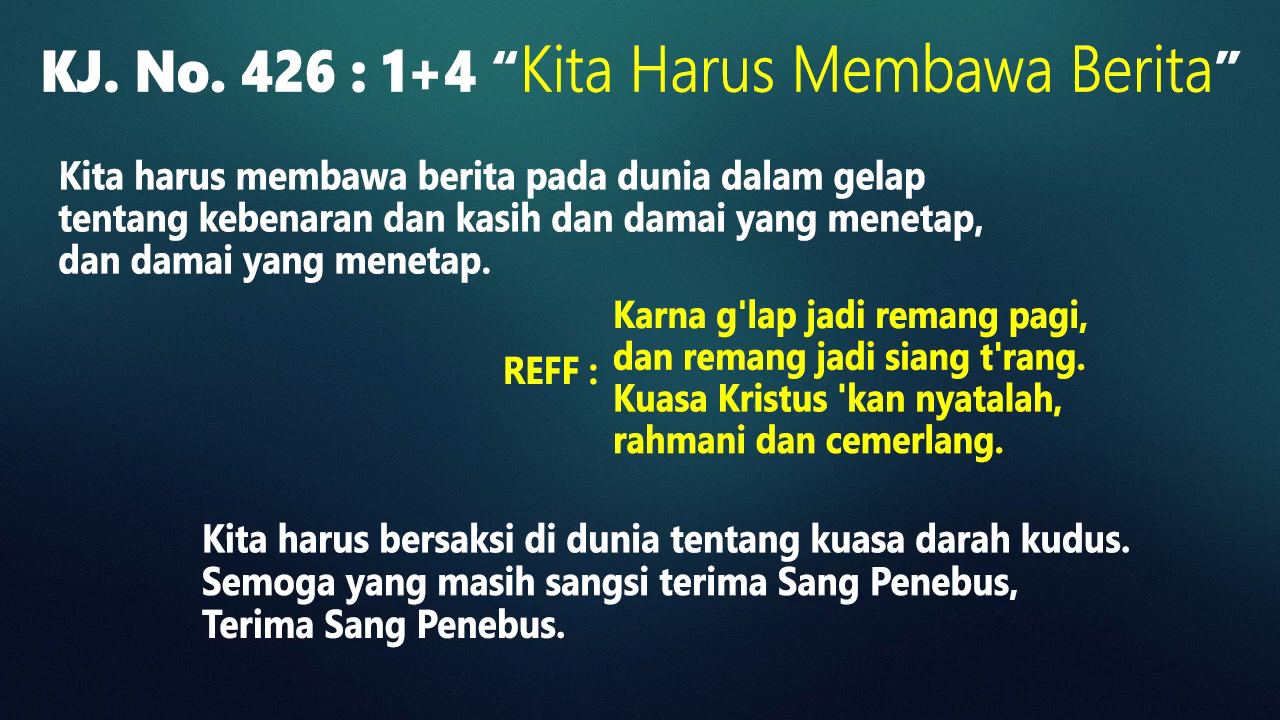 KJ. No. 426 : 1+4 “Kita Harus Membawa Berita”
Kita harus membawa berita pada dunia dalam gelap
tentang kebenaran dan kasih dan damai yang menetap,
dan damai yang menetap.
REFF :
Karna g'lap jadi remang pagi,
dan remang jadi siang t'rang.
Kuasa Kristus 'kan nyatalah,
rahmani dan cemerlang.
Kita harus bersaksi di dunia tentang kuasa darah kudus.
Semoga yang masih sangsi terima Sang Penebus,
Terima Sang Penebus.